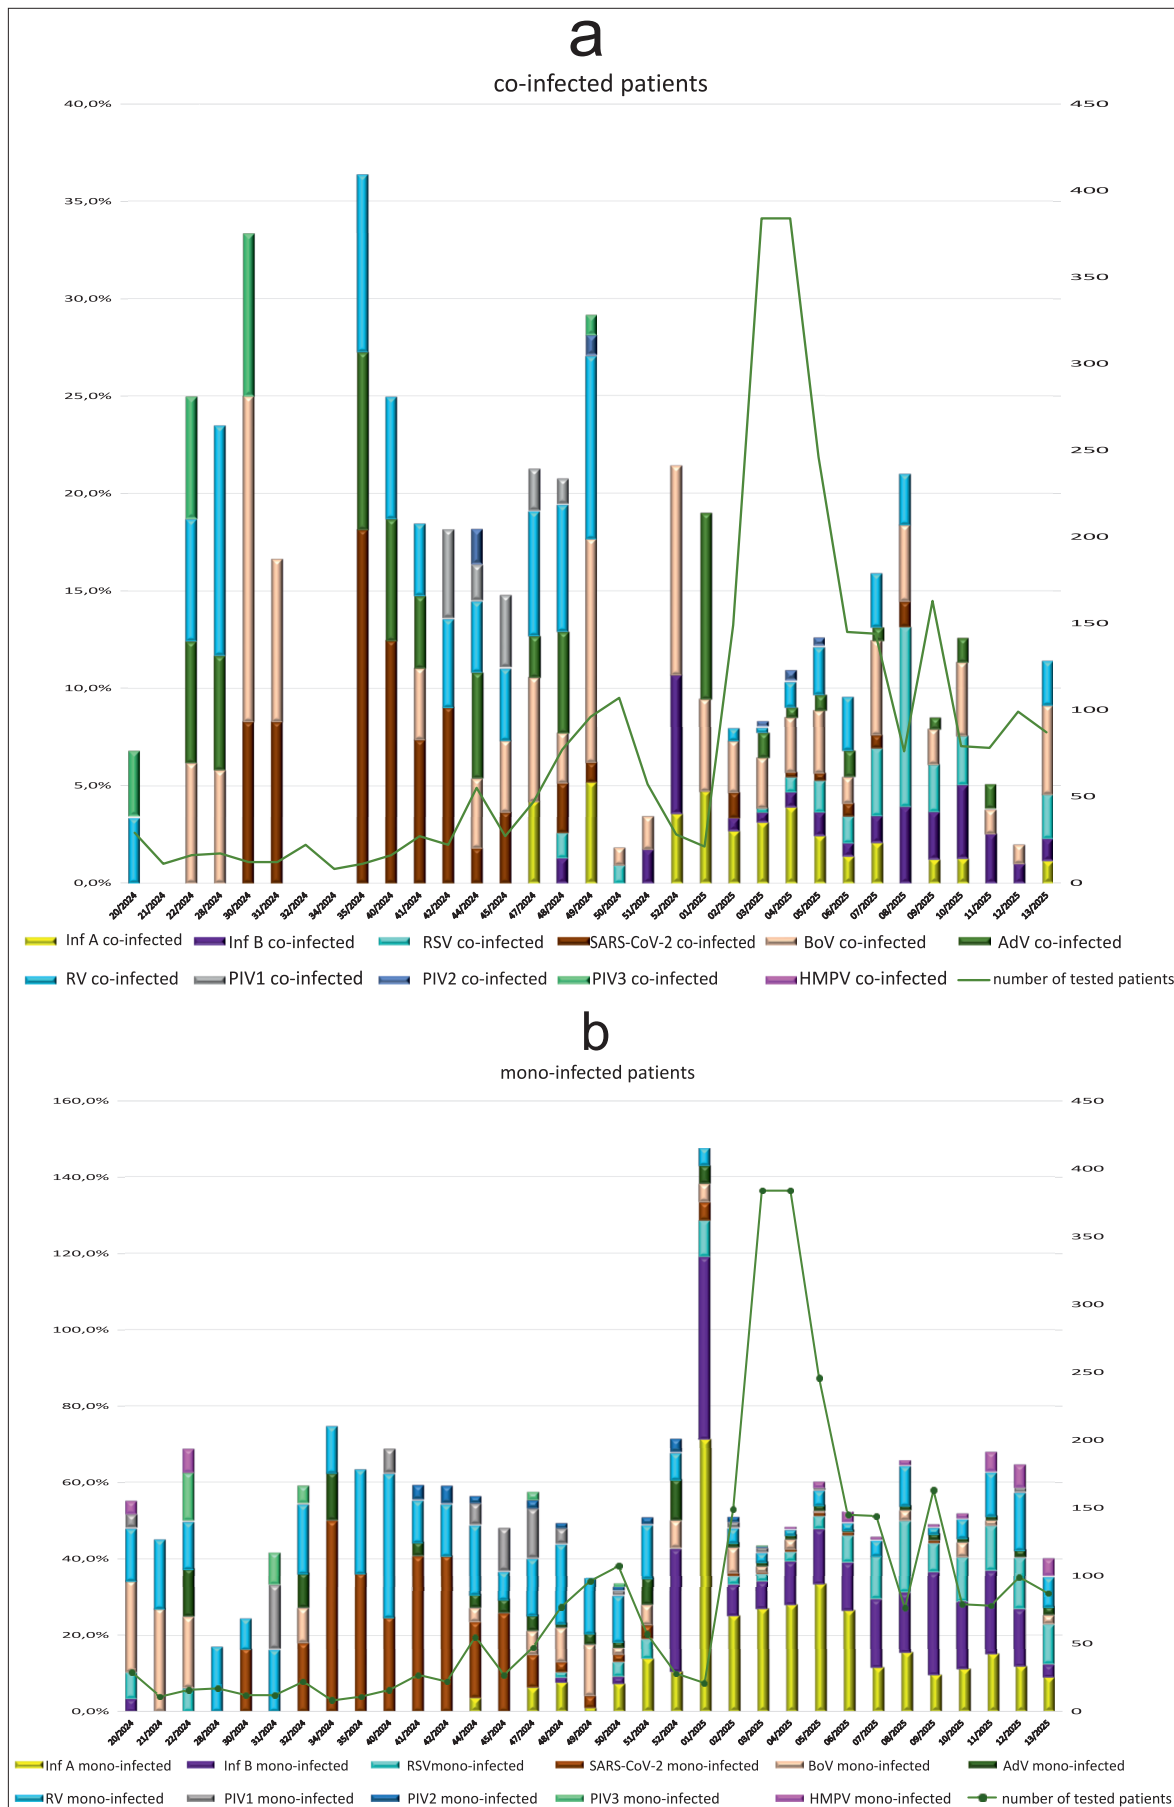 a
co-infected patients
40,0% 450
35,0% 400
30,0% 350
25,0% 300
20,0% 250
15,0% 200
10,0% 150
5,0% 100
0,0% 50
0
20/2024 21/2024 22/2024 28/2024 30/2024 31/2024 32/2024 34/2024 35/2024 40/2024 41/2024 42/2024 44/2024 45/2024 47/2024 48/2024 49/2024 50/2024 51/2024 52/2024 01/2025 02/2025 03/2025 04/2025 05/2025 06/2025 07/2025 08/2025 09/2025 10/2025 11/2025 12/2025 13/2025
Inf A co-infected Inf B co-infected RSV co-infected SARS-CoV-2 co-infected BoV co-infected AdV co-infected
RV co-infected PIV1 co-infected PIV2 co-infected PIV3 co-infected HMPV co-infected number of tested patients
b
mono-infected patients
160,0% 450
140,0% 400
120,0% 350
100,0% 300
80,0% 250
60,0% 200
40,0% 150
20,0% 100
0,0% 50
0
20/2024 21/2024 22/2024 28/2024 30/2024 31/2024 32/2024 34/2024 35/2024 40/2024 41/2024 42/2024 44/2024 45/2024 47/2024 48/2024 49/2024 50/2024 51/2024 52/2024 01/2025 02/2025 03/2025 04/2025 05/2025 06/2025 07/2025 08/2025 09/2025 10/2025 11/2025 12/2025 13/2025
Inf A mono-infected Inf B mono-infected RSVmono-infected SARS-CoV-2 mono-infected BoV mono-infected AdV mono-infected
RV mono-infected PIV1 mono-infected PIV2 mono-infected PIV3 mono-infected HMPV mono-infected number of tested patients